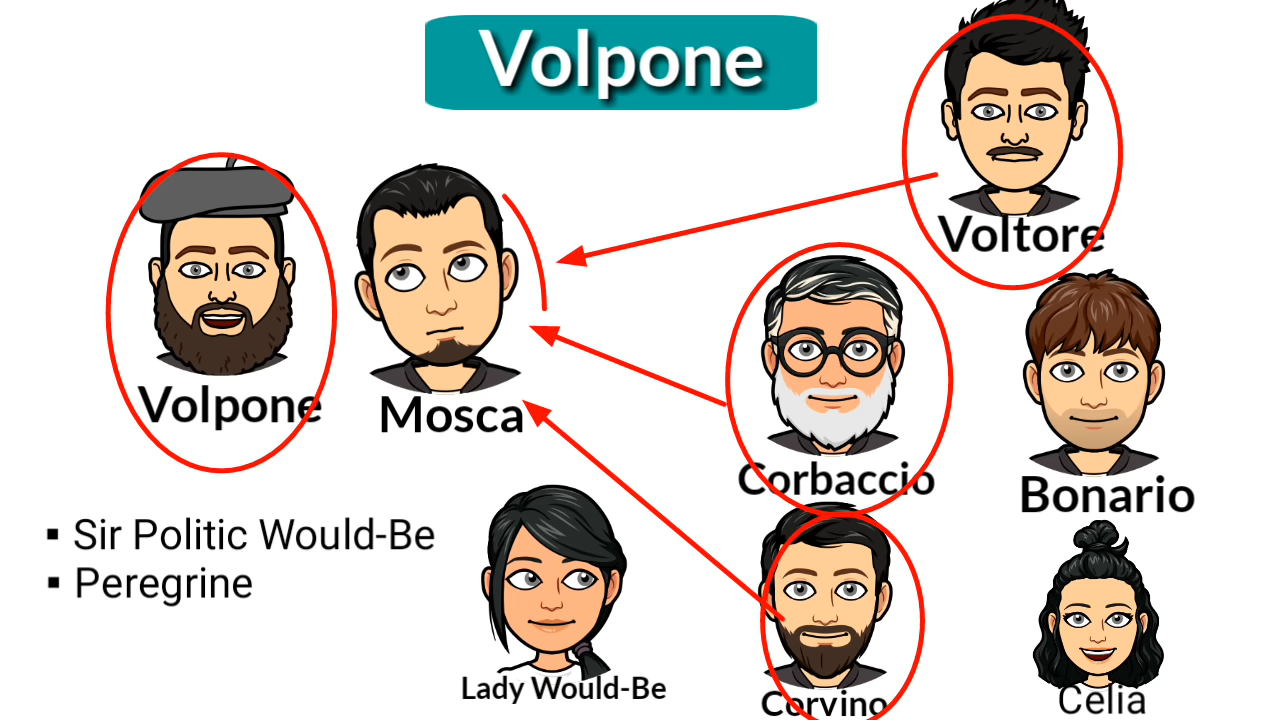 Volpone
Voltore
Volpone
Mosca
Corbaccio
Bonario
▪ Sir Politic Would-Be
▪ Peregrine
Lady Would-Be
Corvino
Celia